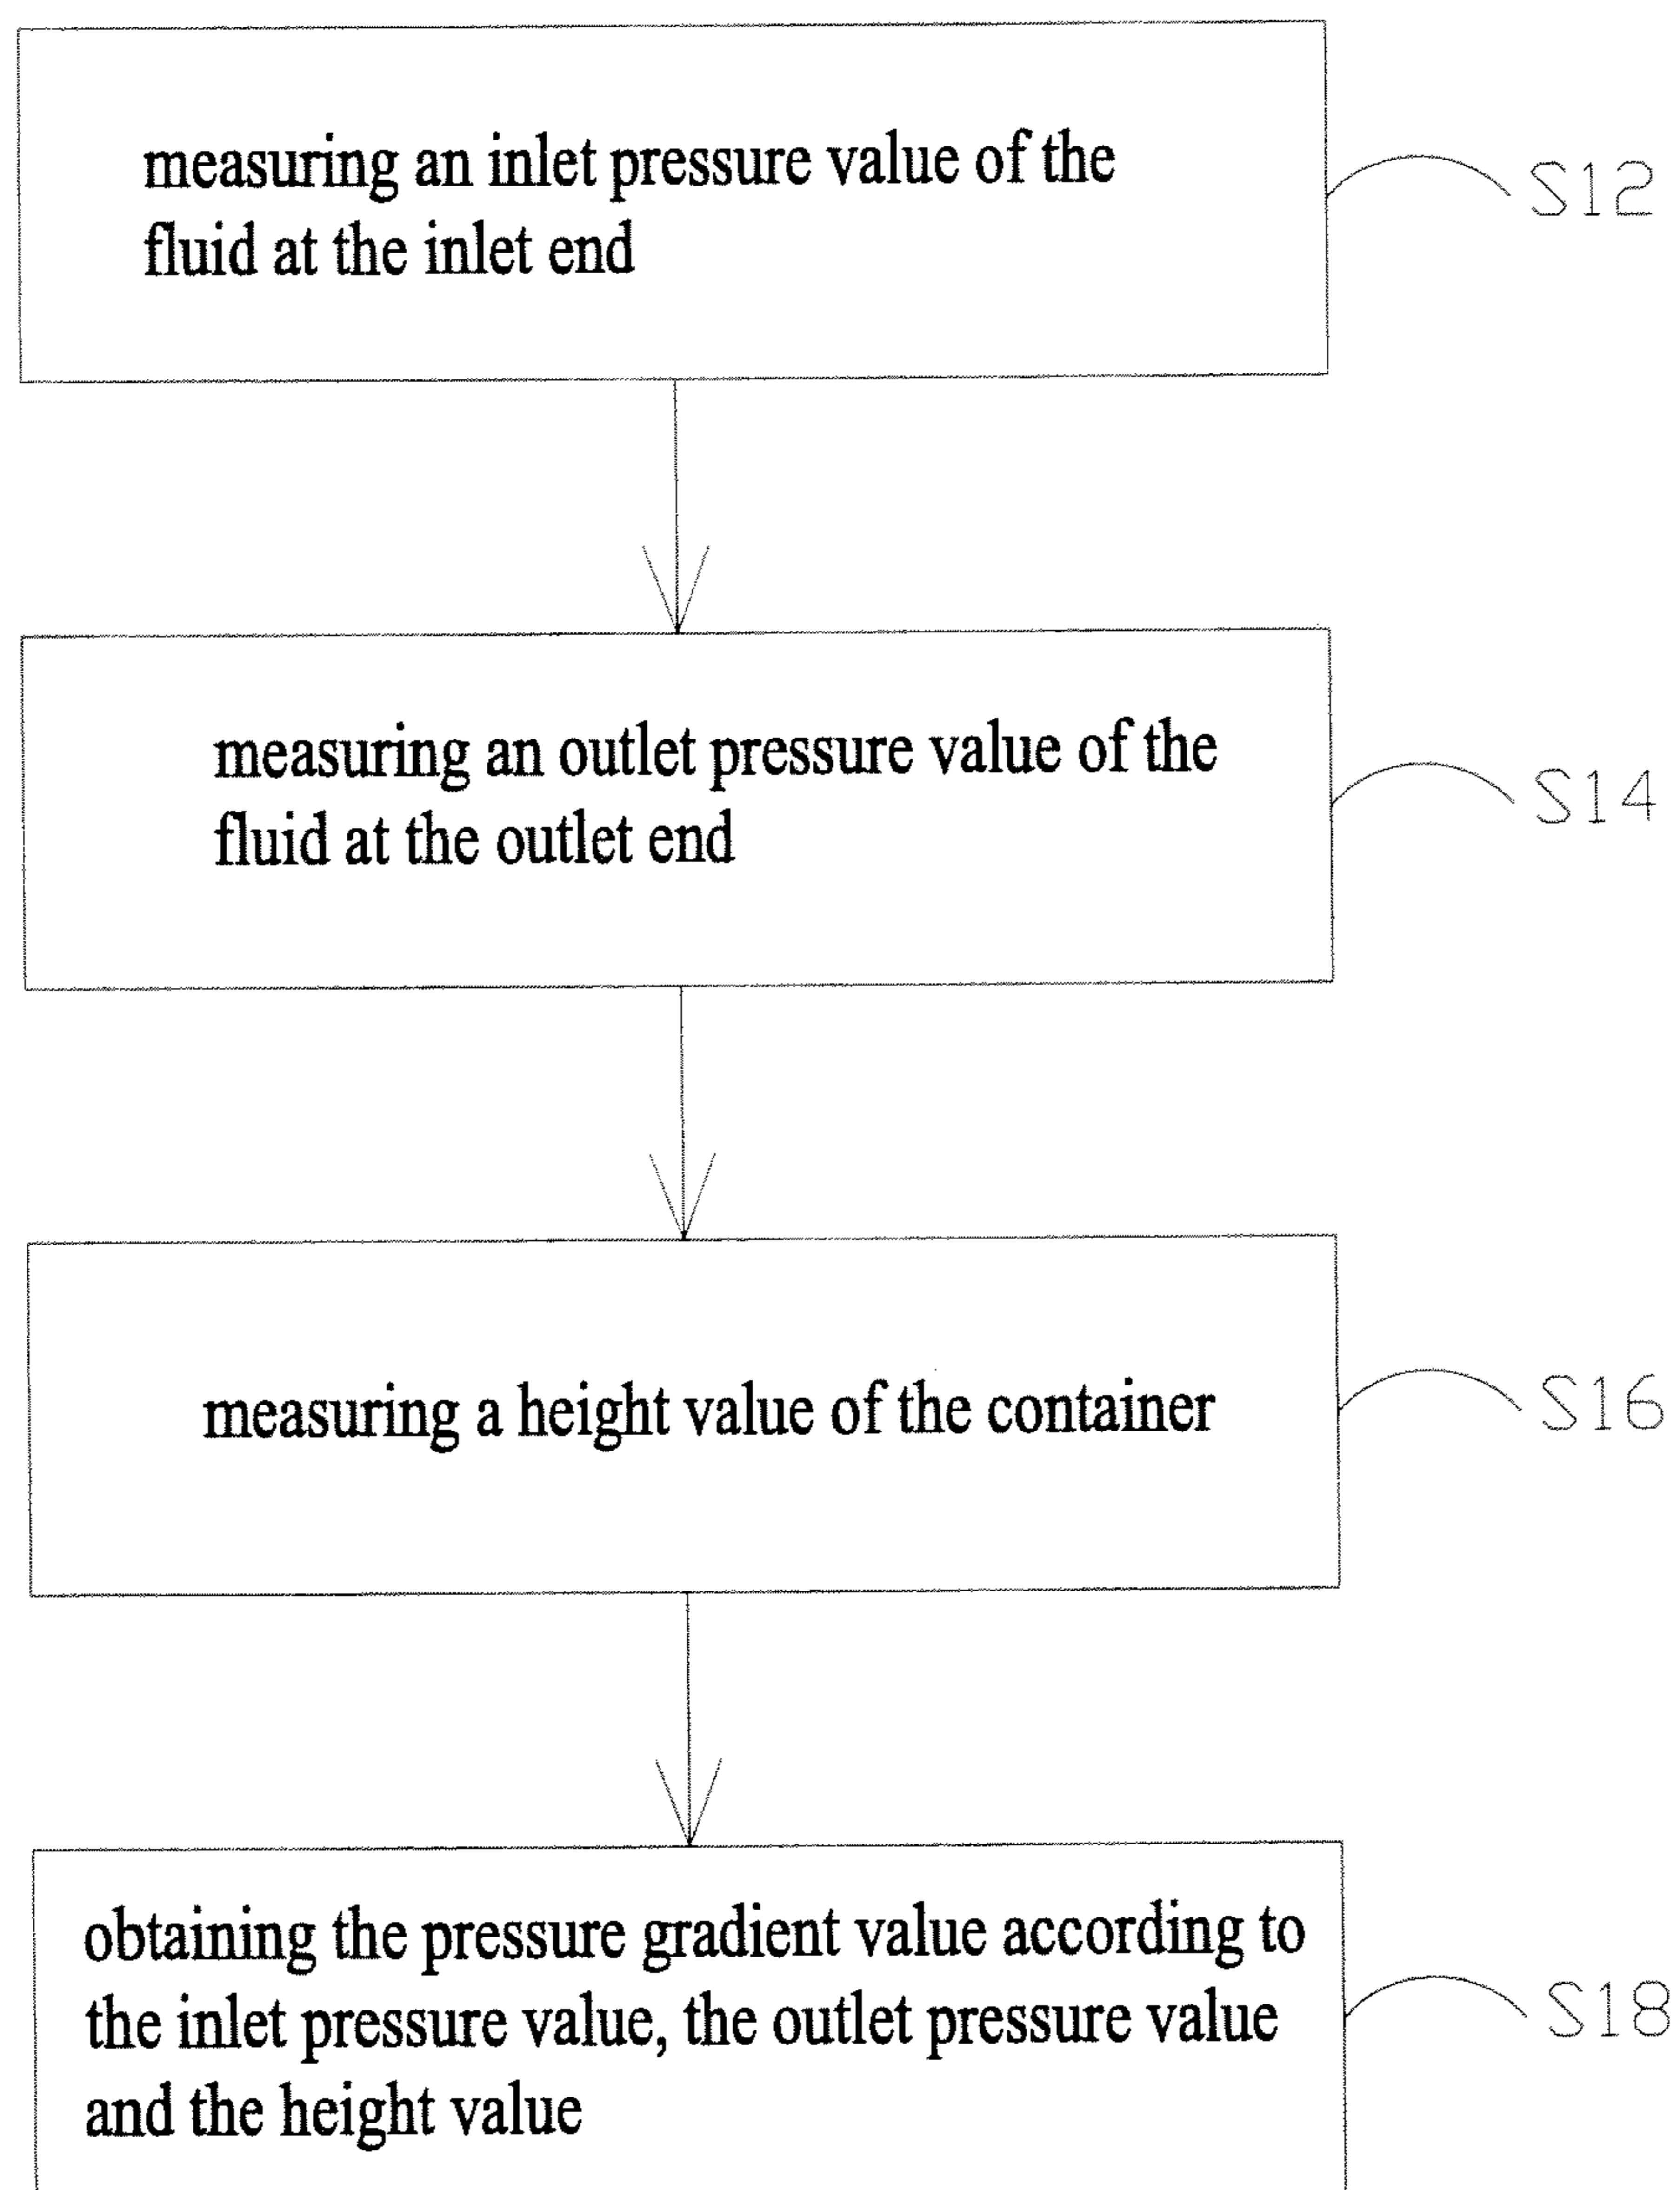 measuring an inlet pressure value of the
fluid at the inlet end
S12
measuring an outlet pressure value of the
fluid at the outlet end
S14
measuring a height value of the container
S16
obtaining the pressure gradient value according to
the inlet pressure value, the outlet pressure value
and the height value
S18